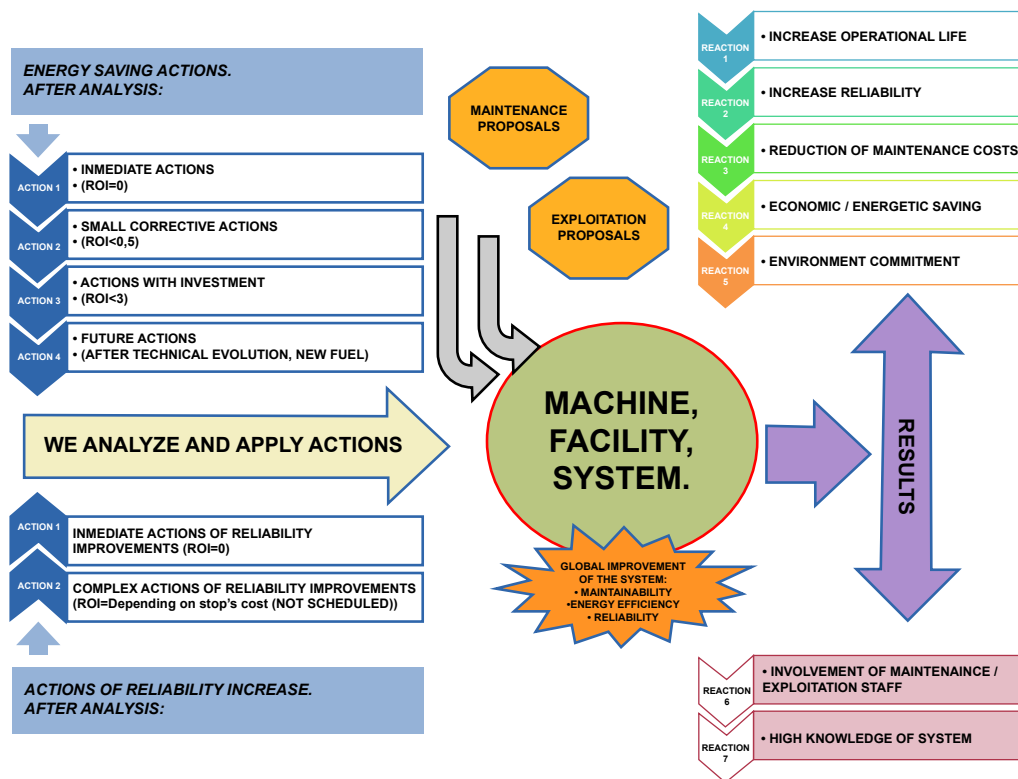 ENERGY SAVING ACTIONS.
AFTER ANALYSIS:
ACTION 1
• INMEDIATE ACTIONS
• (ROI=0)
ACTION 2
• SMALL CORRECTIVE ACTIONS
• (ROI<0,5)
ACTION 3
• ACTIONS WITH INVESTMENT
• (ROI<3)
ACTION 4
• FUTURE ACTIONS
• (AFTER TECHNICAL EVOLUTION, NEW FUEL)
WE ANALYZE AND APPLY ACTIONS
ACTION 1
INMEDIATE ACTIONS OF RELIABILITY
IMPROVEMENTS (ROI=0)
ACTION 2
COMPLEX ACTIONS OF RELIABILITY IMPROVEMENTS
(ROI=Depending on stop's cost (NOT SCHEDULED))
ACTIONS OF RELIABILITY INCREASE.
AFTER ANALYSIS:
MAINTENANCE
PROPOSALS
EXPLOITATION
PROPOSALS
MACHINE,
FACILITY,
SYSTEM.
GLOBAL IMPROVEMENT
OF THE SYSTEM:
• MAINTAINABILITY
•ENERGY EFFICIENCY
• RELIABILITY
REACTION
1
• INCREASE OPERATIONAL LIFE
REACTION
2
• INCREASE RELIABILITY
REACTION
3
• REDUCTION OF MAINTENANCE COSTS
REACTION
4
• ECONOMIC / ENERGETIC SAVING
REACTION
5
• ENVIRONMENT COMMITMENT
RESULTS
REACTION
6
• INVOLVEMENT OF MAINTENAINCE /
EXPLOITATION STAFF
REACTION
7
• HIGH KNOWLEDGE OF SYSTEM